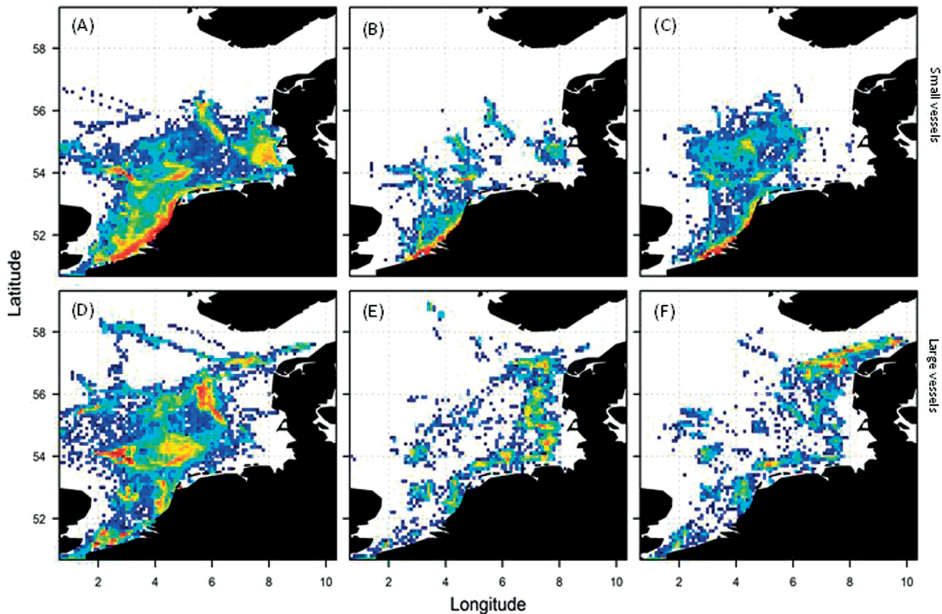 (A) (B) (C)
58
56
54
52
Small vessels
Latitude
(D) (E) (F)
58
56
54
52
Large vessels
2 4 6 8 10 2 4 6 8 10 2 4 6 8 10
Longitude